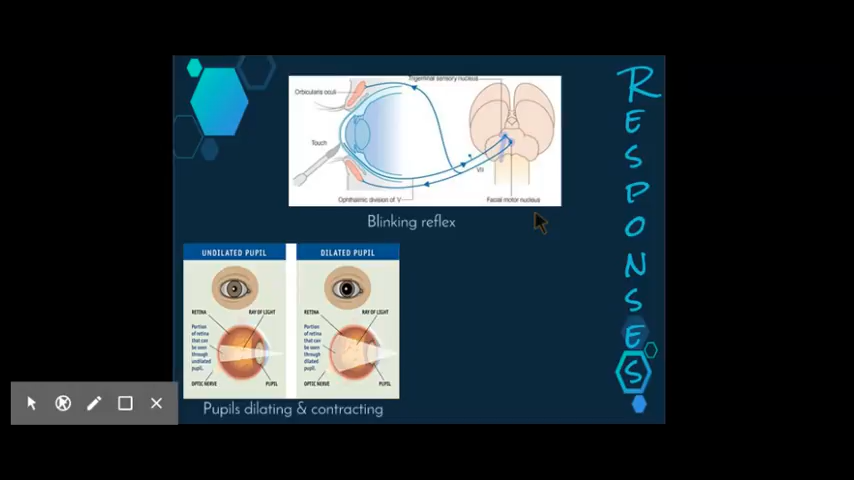 Trigeminal sensory nucleus
Orbicularis oculi
Touch
VII
Ophthalmic division of V
Facial motor nucleus
Blinking reflex
RESPONSES
UNDILATED PUPIL
RETINA
RAY OF LIGHT
Portion
of retina
that can
be seen
through
undilated
pupil.
OPTIC NERVE
PUPIL
DILATED PUPIL
RETINA
RAY OF LIGHT
Portion
of retina
that can
be seen
through
dilated
pupil.
OPTIC NERVE
PUPIL
Pupils dilating & contracting